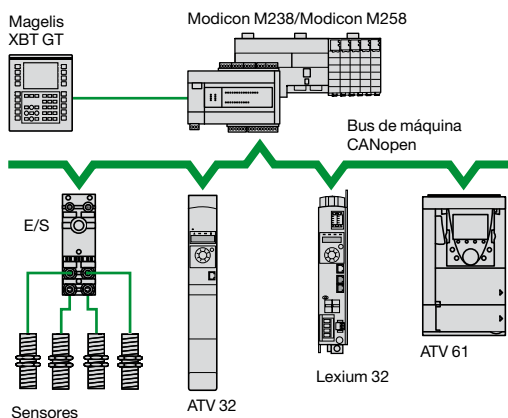 Magelis
XBT GT
Modicon M238/Modicon M258
Bus de máquina
CANopen
E/S
ATV 61
Lexium 32
ATV 32
Sensores